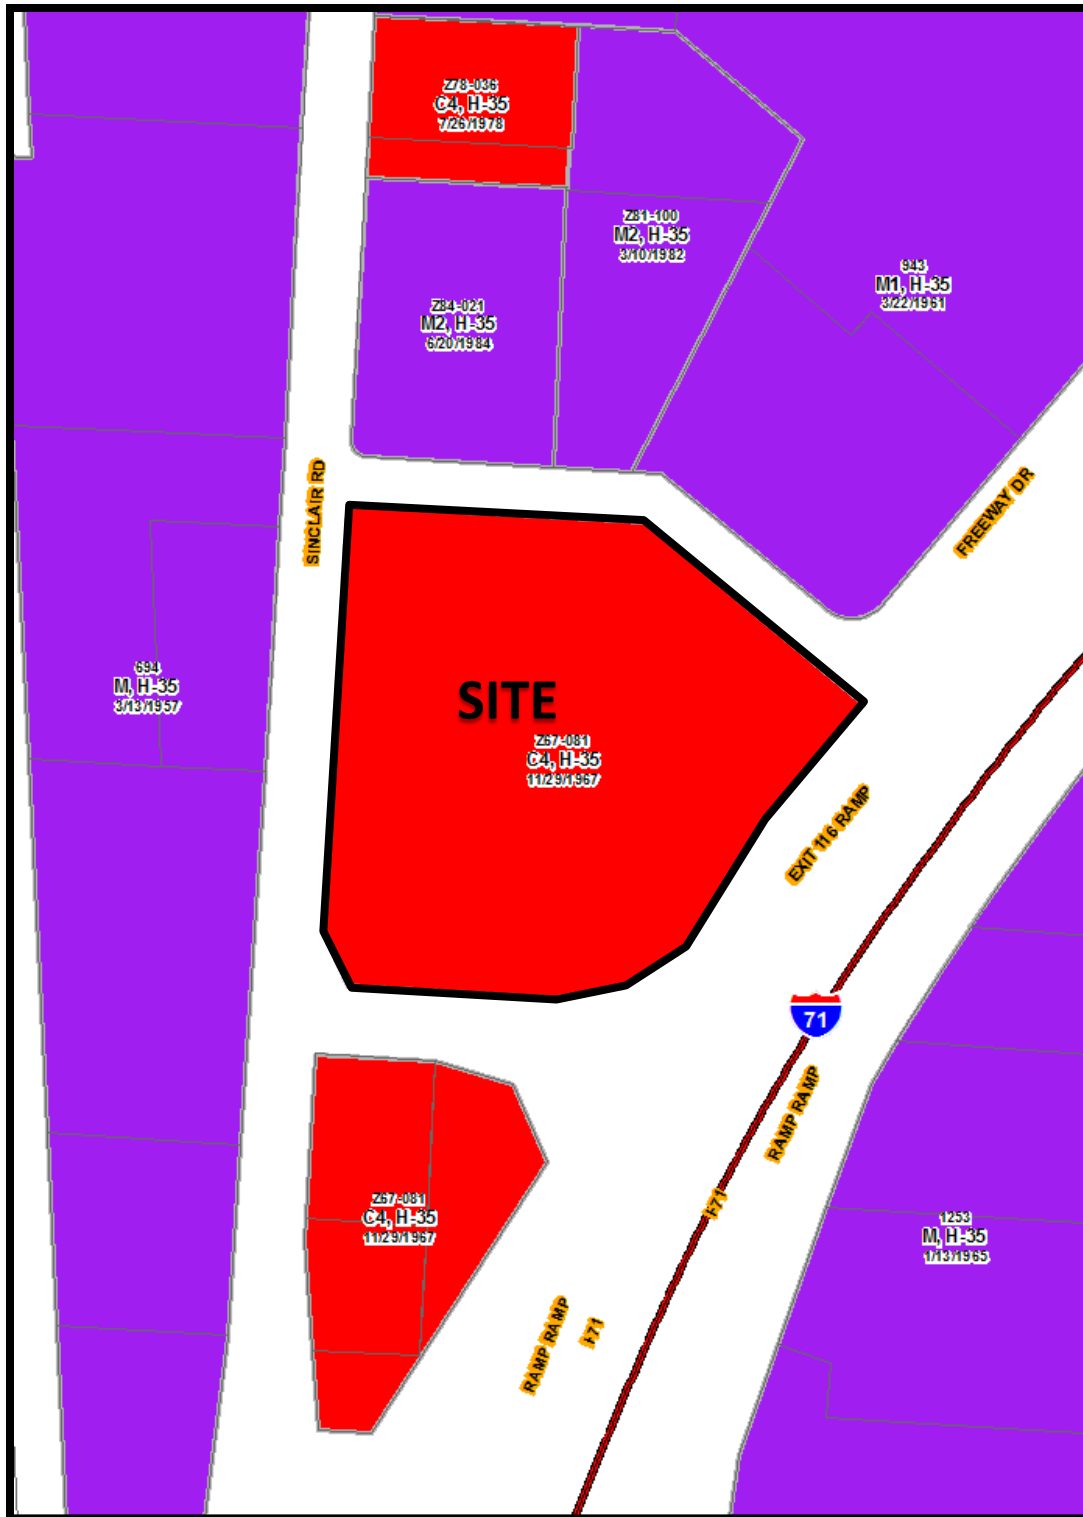 Z78-036
C4, H-35
7/26/1978
Z81-100
M2, H-35
3/10/1982
943
M1, H-35
3/22/1961
Z84-021
M2, H-35
6/20/1984
SINCLAIR RD
FREEWAY DR
694
M, H-35
3/13/1957
SITE
Z67-081
C4, H-35
11/29/1967
EXIT 116 RAMP
71
RAMP RAMP
I-71
Z67-081
C4, H-35
11/29/1967
1253
M, H-35
1/13/1965
RAMP RAMP
I-71